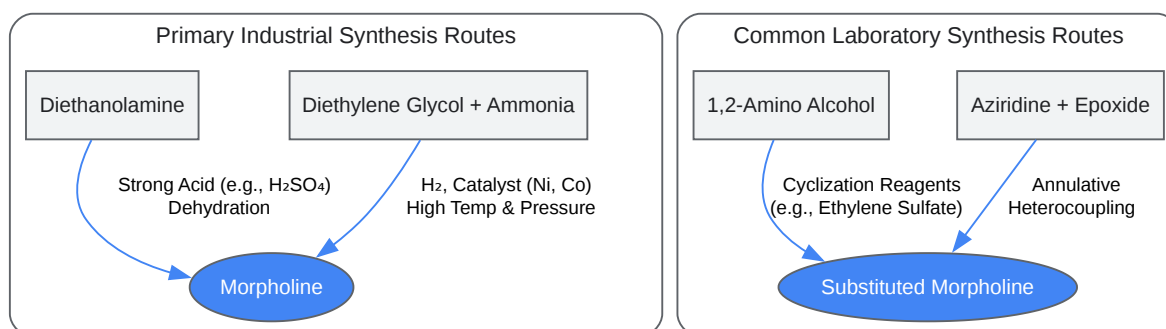 Primary Industrial Synthesis Routes
Diethanolamine
Diethylene Glycol + Ammonia
Strong Acid (e.g., H₂SO₄)
Dehydration
H₂, Catalyst (Ni, Co)
High Temp & Pressure
Morpholine
Common Laboratory Synthesis Routes
1,2-Amino Alcohol
Aziridine + Epoxide
Cyclization Reagents
(e.g., Ethylene Sulfate)
Annulative
Heterocoupling
Substituted Morpholine